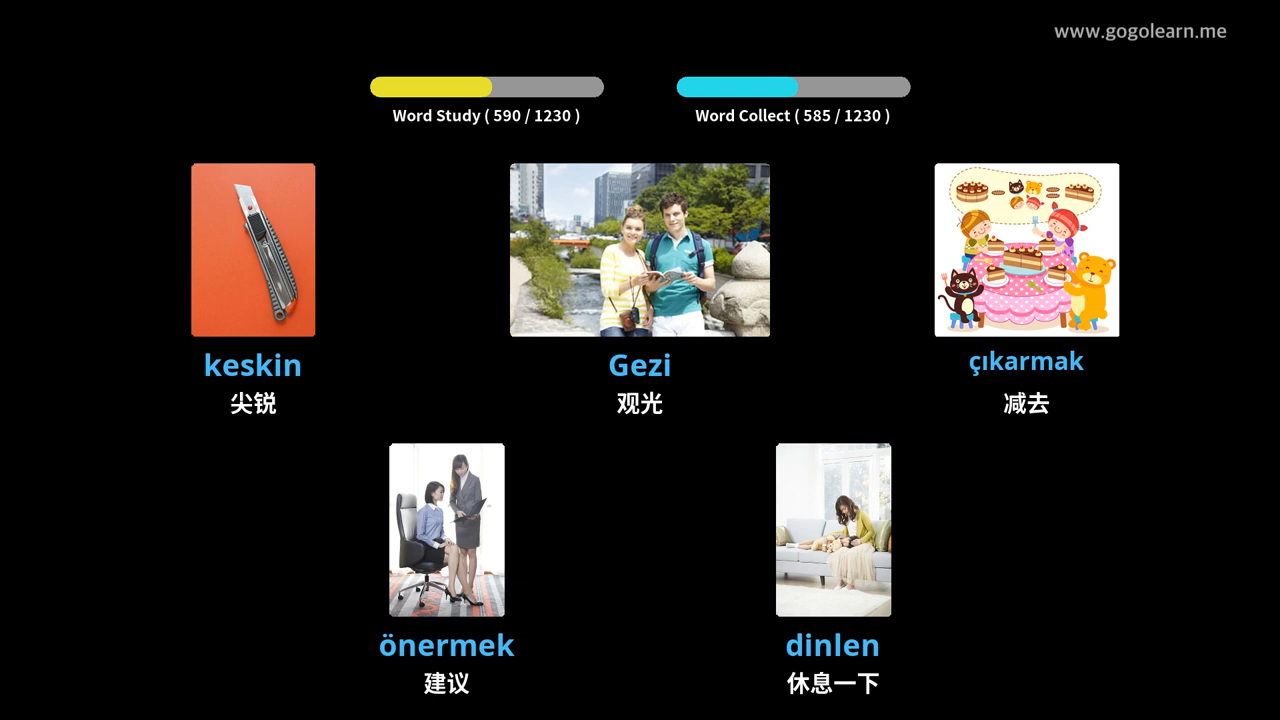 www.gogolearn.me
Word Study ( 590 / 1230 )
Word Collect ( 585 / 1230 )
keskin
尖锐
Gezi
观光
çıkarmak
减去
önermek
建议
dinlen
休息一下